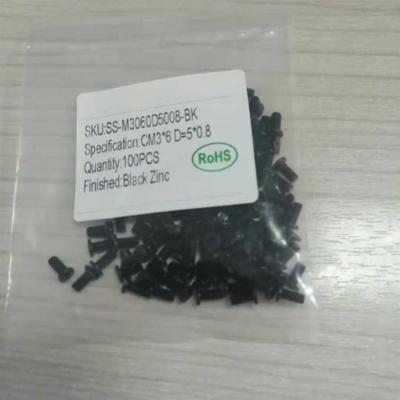 SKU:SS-M3060D5008-BK
Specification:CM3*6 D=5*0.8
Quantity:100PCS
Finished:Black Zinc
RoHS